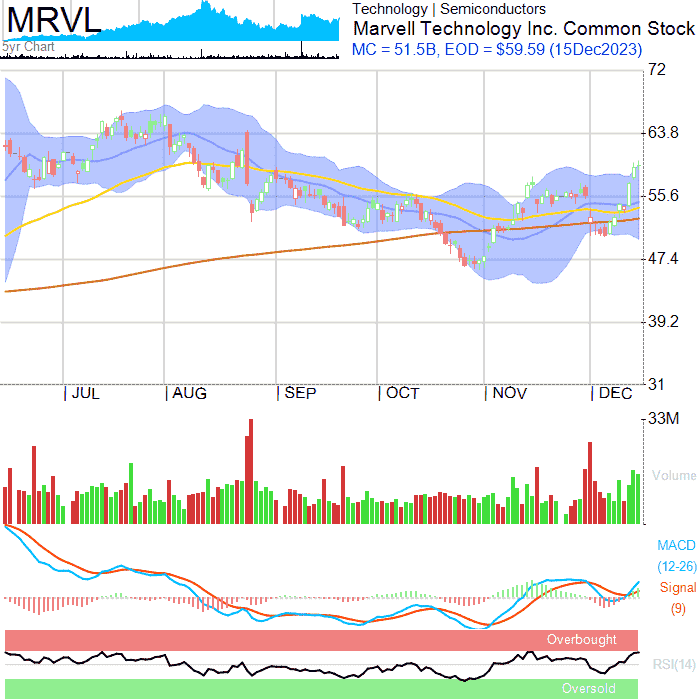 MRVL
5yr Chart
Technology | Semiconductors
Marvell Technology Inc. Common Stock
MC = 51.5B, EOD = $59.59 (15Dec2023)
72
63.8
55.6
47.4
39.2
31
| JUL | AUG | SEP | OCT | NOV | DEC
33M
Volume
MACD
(12-26)
Signal
(9)
Overbought
RSI(14)
Oversold